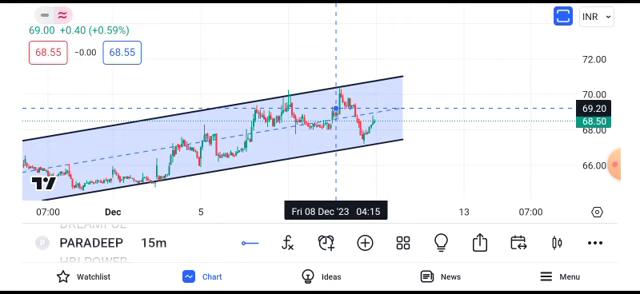 INR
69.00 +0.40 (+0.59%)
68.55 −0.00 68.55
72.00
70.00
69.20
68.50
68.00
66.00
07:00 Dec 5 Fri 08 Dec '23 04:15 13 07:00
P PARADEEP 15m
Watchlist Chart Ideas News Menu